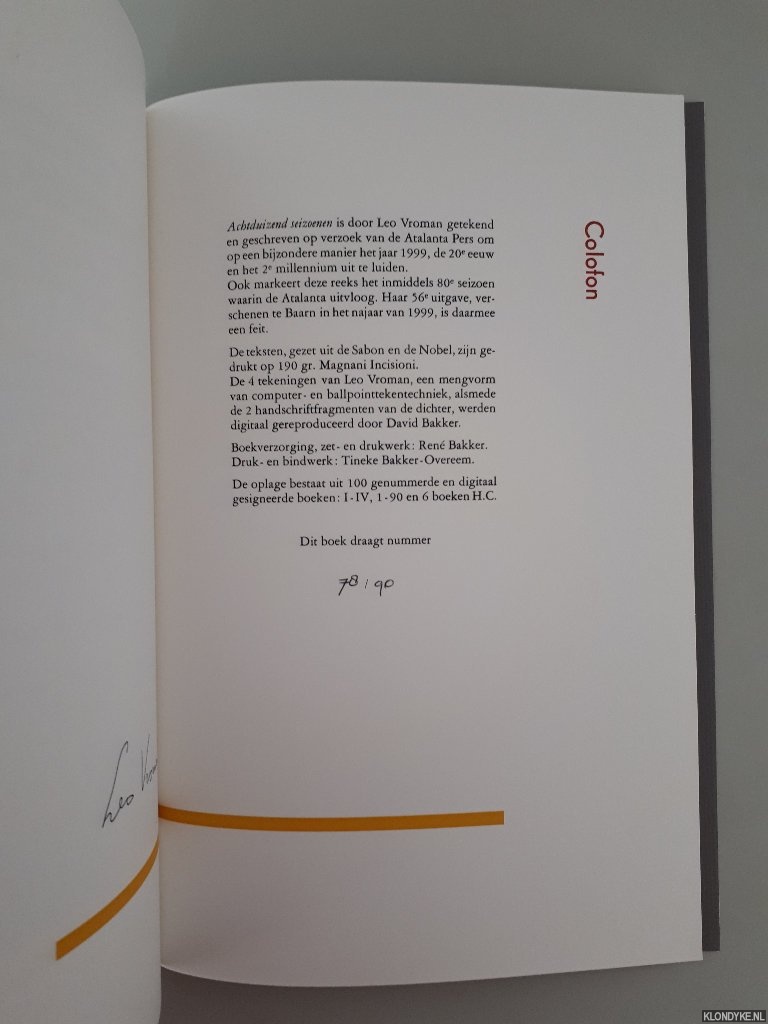 Colofon
Achtduizend seizoenen is door Leo Vroman getekend
en geschreven op verzoek van de Atalanta Pers om
op een bijzondere manier het jaar 1999, de 20e eeuw
en het 2e millennium uit te luiden.
Ook markeert deze reeks het inmiddels 80e seizoen
waarin de Atalanta uitvloog. Haar 56e uitgave, ver-
schenen te Baarn in het najaar van 1999, is daarmee
een feit.
De teksten, gezet uit de Sabon en de Nobel, zijn ge-
drukt op 190 gr. Magnani Incisioni.
De 4 tekeningen van Leo Vroman, een mengvorm
van computer- en ballpointtekentechniek, alsmede
de 2 handschriftfragmenten van de dichter, werden
digitaal gereproduceerd door David Bakker.
Boekverzorging, zet- en drukwerk: René Bakker.
Druk- en bindwerk: Tineke Bakker-Overeem.
De oplage bestaat uit 100 genummerde en digitaal
gesigneerde boeken: I-IV, 1-90 en 6 boeken H.C.
Dit boek draagt nummer
78 / 90
Leo
KLONDYKE.NL